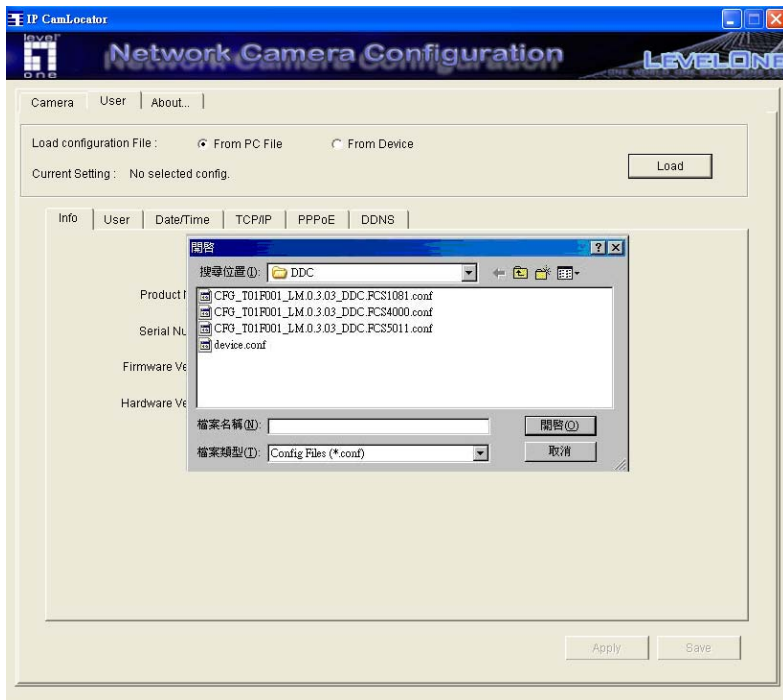 IP CamLocator
level one
Network Camera Configuration
LEVELONE
ONE WORLD ONE BRAND
Camera User About...
Load configuration File : From PC File From Device
Load
Current Setting : No selected config.
Info User Date/Time TCP/IP PPPoE DDNS
開啓
搜尋位置(I): DDC
Product
CFG_T01F001_LM.0.3.03_DDC.FCS1081.conf
CFG_T01F001_LM.0.3.03_DDC.FCS4000.conf
Serial Nu
CFG_T01F001_LM.0.3.03_DDC.FCS5011.conf
device.conf
Firmware Ve
Hardware Ve
檔案名稱(N): 開啓(O)
檔案類型(T): Config Files (*.conf) 取消
Apply Save